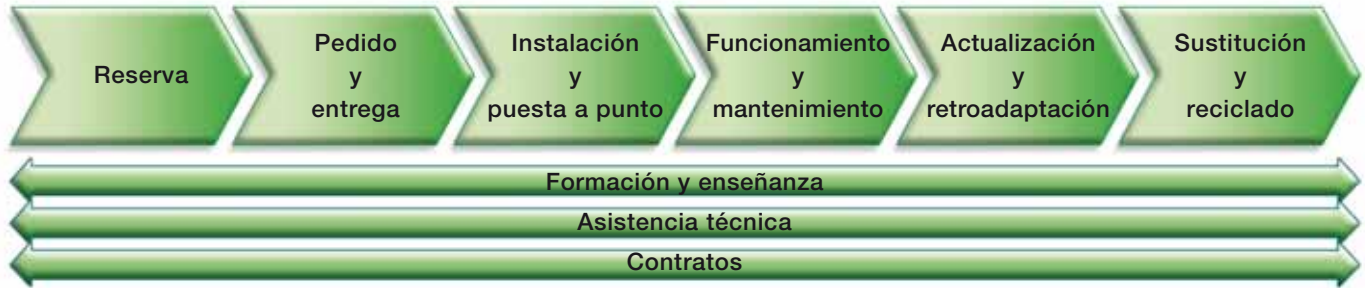 Reserva
Pedido
y
entrega
Instalación
y
puesta a punto
Funcionamiento
y
mantenimiento
Actualización
y
retroadaptación
Sustitución
y
reciclado
Formación y enseñanza
Asistencia técnica
Contratos